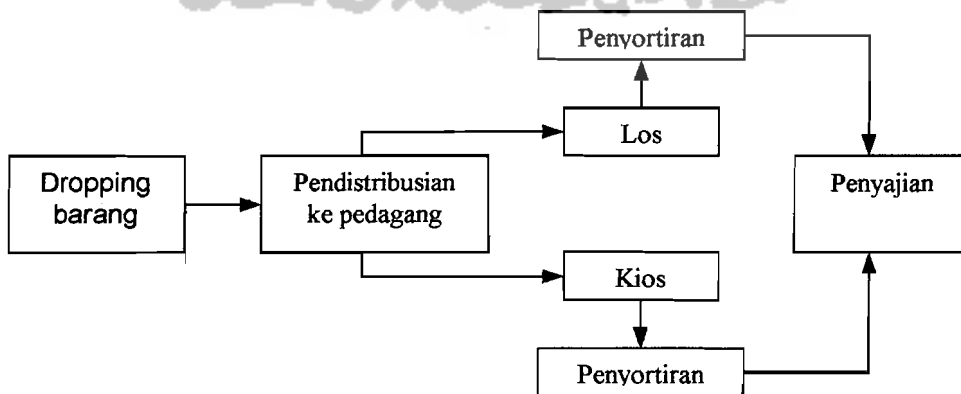 Penyortiran
Los
Dropping
barang
Pendistribusian
ke pedagang
Penyajian
Kios
Penyortiran